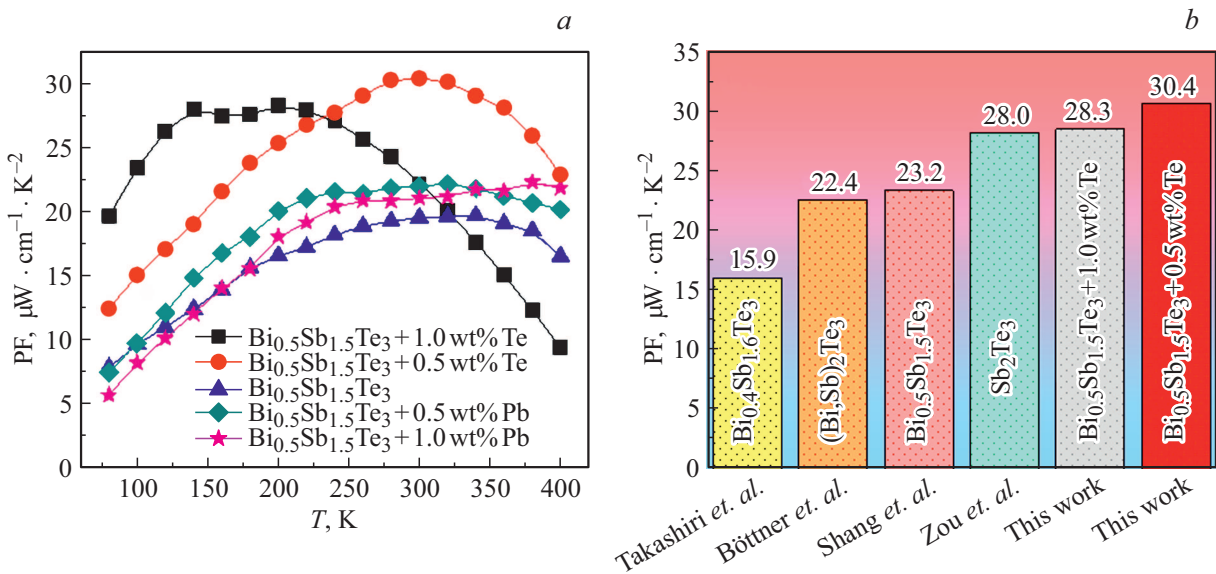 a
PF, μW · cm⁻¹ · K⁻²
30
25
20
15
10
5
0
Bi₀.₅Sb₁.₅Te₃ + 1.0 wt% Te
Bi₀.₅Sb₁.₅Te₃ + 0.5 wt% Te
Bi₀.₅Sb₁.₅Te₃
Bi₀.₅Sb₁.₅Te₃ + 0.5 wt% Pb
Bi₀.₅Sb₁.₅Te₃ + 1.0 wt% Pb
100 150 200 250 300 350 400
T, K
b
PF, μW · cm⁻¹ · K⁻²
35
30
25
20
15
10
5
0
15.9
22.4
23.2
28.0
28.3
30.4
Bi₀.₄Sb₁.₆Te₃
(Bi,Sb)₂Te₃
Bi₀.₅Sb₁.₅Te₃
Sb₂Te₃
Bi₀.₅Sb₁.₅Te₃ + 1.0 wt% Te
Bi₀.₅Sb₁.₅Te₃ + 0.5 wt% Te
Takashiri et. al.
Böttner et. al.
Shang et. al.
Zou et. al.
This work
This work